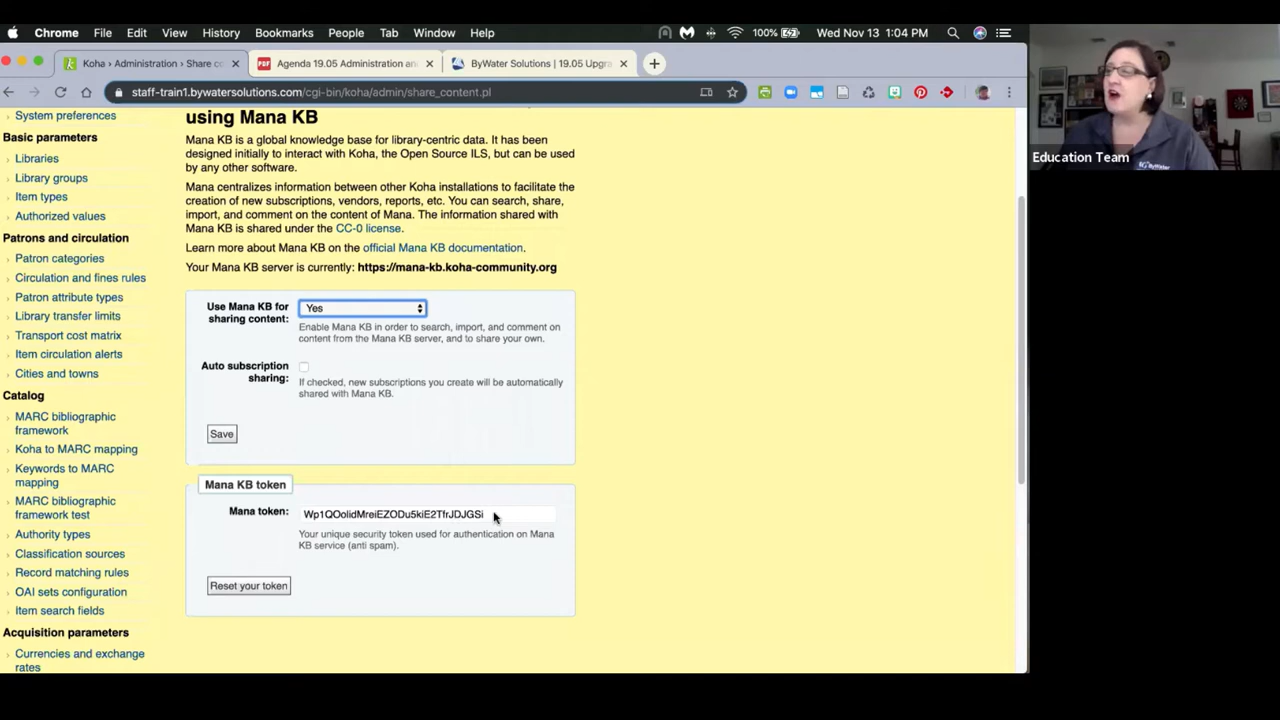 Chrome File Edit View History Bookmarks People Tab Window Help 100% Wed Nov 13 1:04 PM
Koha › Administration › Share co × Agenda 19.05 Administration an × ByWater Solutions | 19.05 Upgra × +
staff-train1.bywatersolutions.com/cgi-bin/koha/admin/share_content.pl
System preferences
Basic parameters
› Libraries
› Library groups
› Item types
› Authorized values
Patrons and circulation
› Patron categories
› Circulation and fines rules
› Patron attribute types
› Library transfer limits
› Transport cost matrix
› Item circulation alerts
› Cities and towns
Catalog
› MARC bibliographic
framework
› Koha to MARC mapping
› Keywords to MARC
mapping
› MARC bibliographic
framework test
› Authority types
› Classification sources
› Record matching rules
› OAI sets configuration
› Item search fields
Acquisition parameters
› Currencies and exchange
rates
using Mana KB
Mana KB is a global knowledge base for library-centric data. It has been
designed initially to interact with Koha, the Open Source ILS, but can be used
by any other software.
Mana centralizes information between other Koha installations to facilitate the
creation of new subscriptions, vendors, reports, etc. You can search, share,
import, and comment on the content of Mana. The information shared with
Mana KB is shared under the CC-0 license.
Learn more about Mana KB on the official Mana KB documentation.
Your Mana KB server is currently: https://mana-kb.koha-community.org
Use Mana KB for
sharing content:
Yes
Enable Mana KB in order to search, import, and comment on
content from the Mana KB server, and to share your own.
Auto subscription
sharing:
If checked, new subscriptions you create will be automatically
shared with Mana KB.
Save
Mana KB token
Mana token: Wp1QOolidMreiEZODu5kiE2TfrJDJGSi
Your unique security token used for authentication on Mana
KB service (anti spam).
Reset your token
Education Team
ByWater